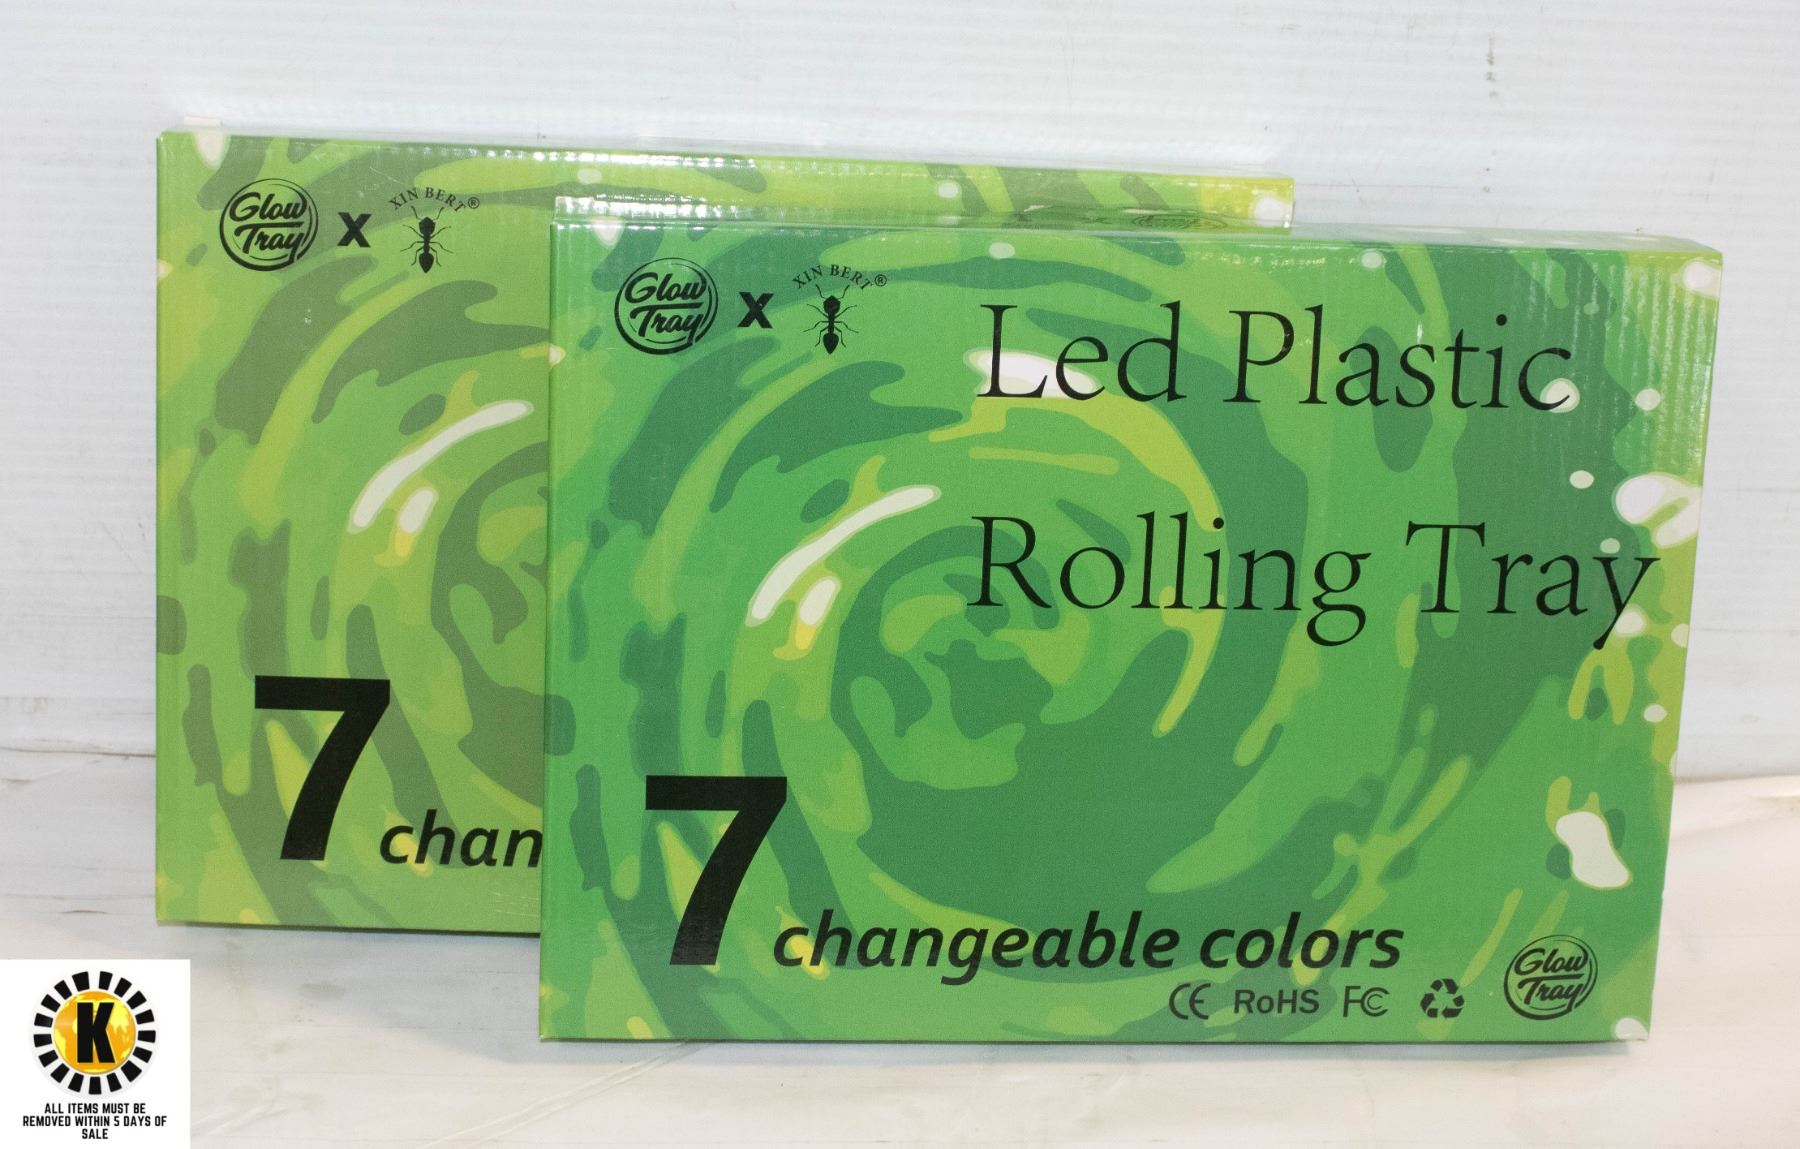 Glow
Tray
X
XIN BERT®
7 chan
Glow
Tray
X
XIN BERT®
Led Plastic
Rolling Tray
7 changeable colors
CE RoHS FC
Glow
Tray
K
ALL ITEMS MUST BE
REMOVED WITHIN 5 DAYS OF
SALE